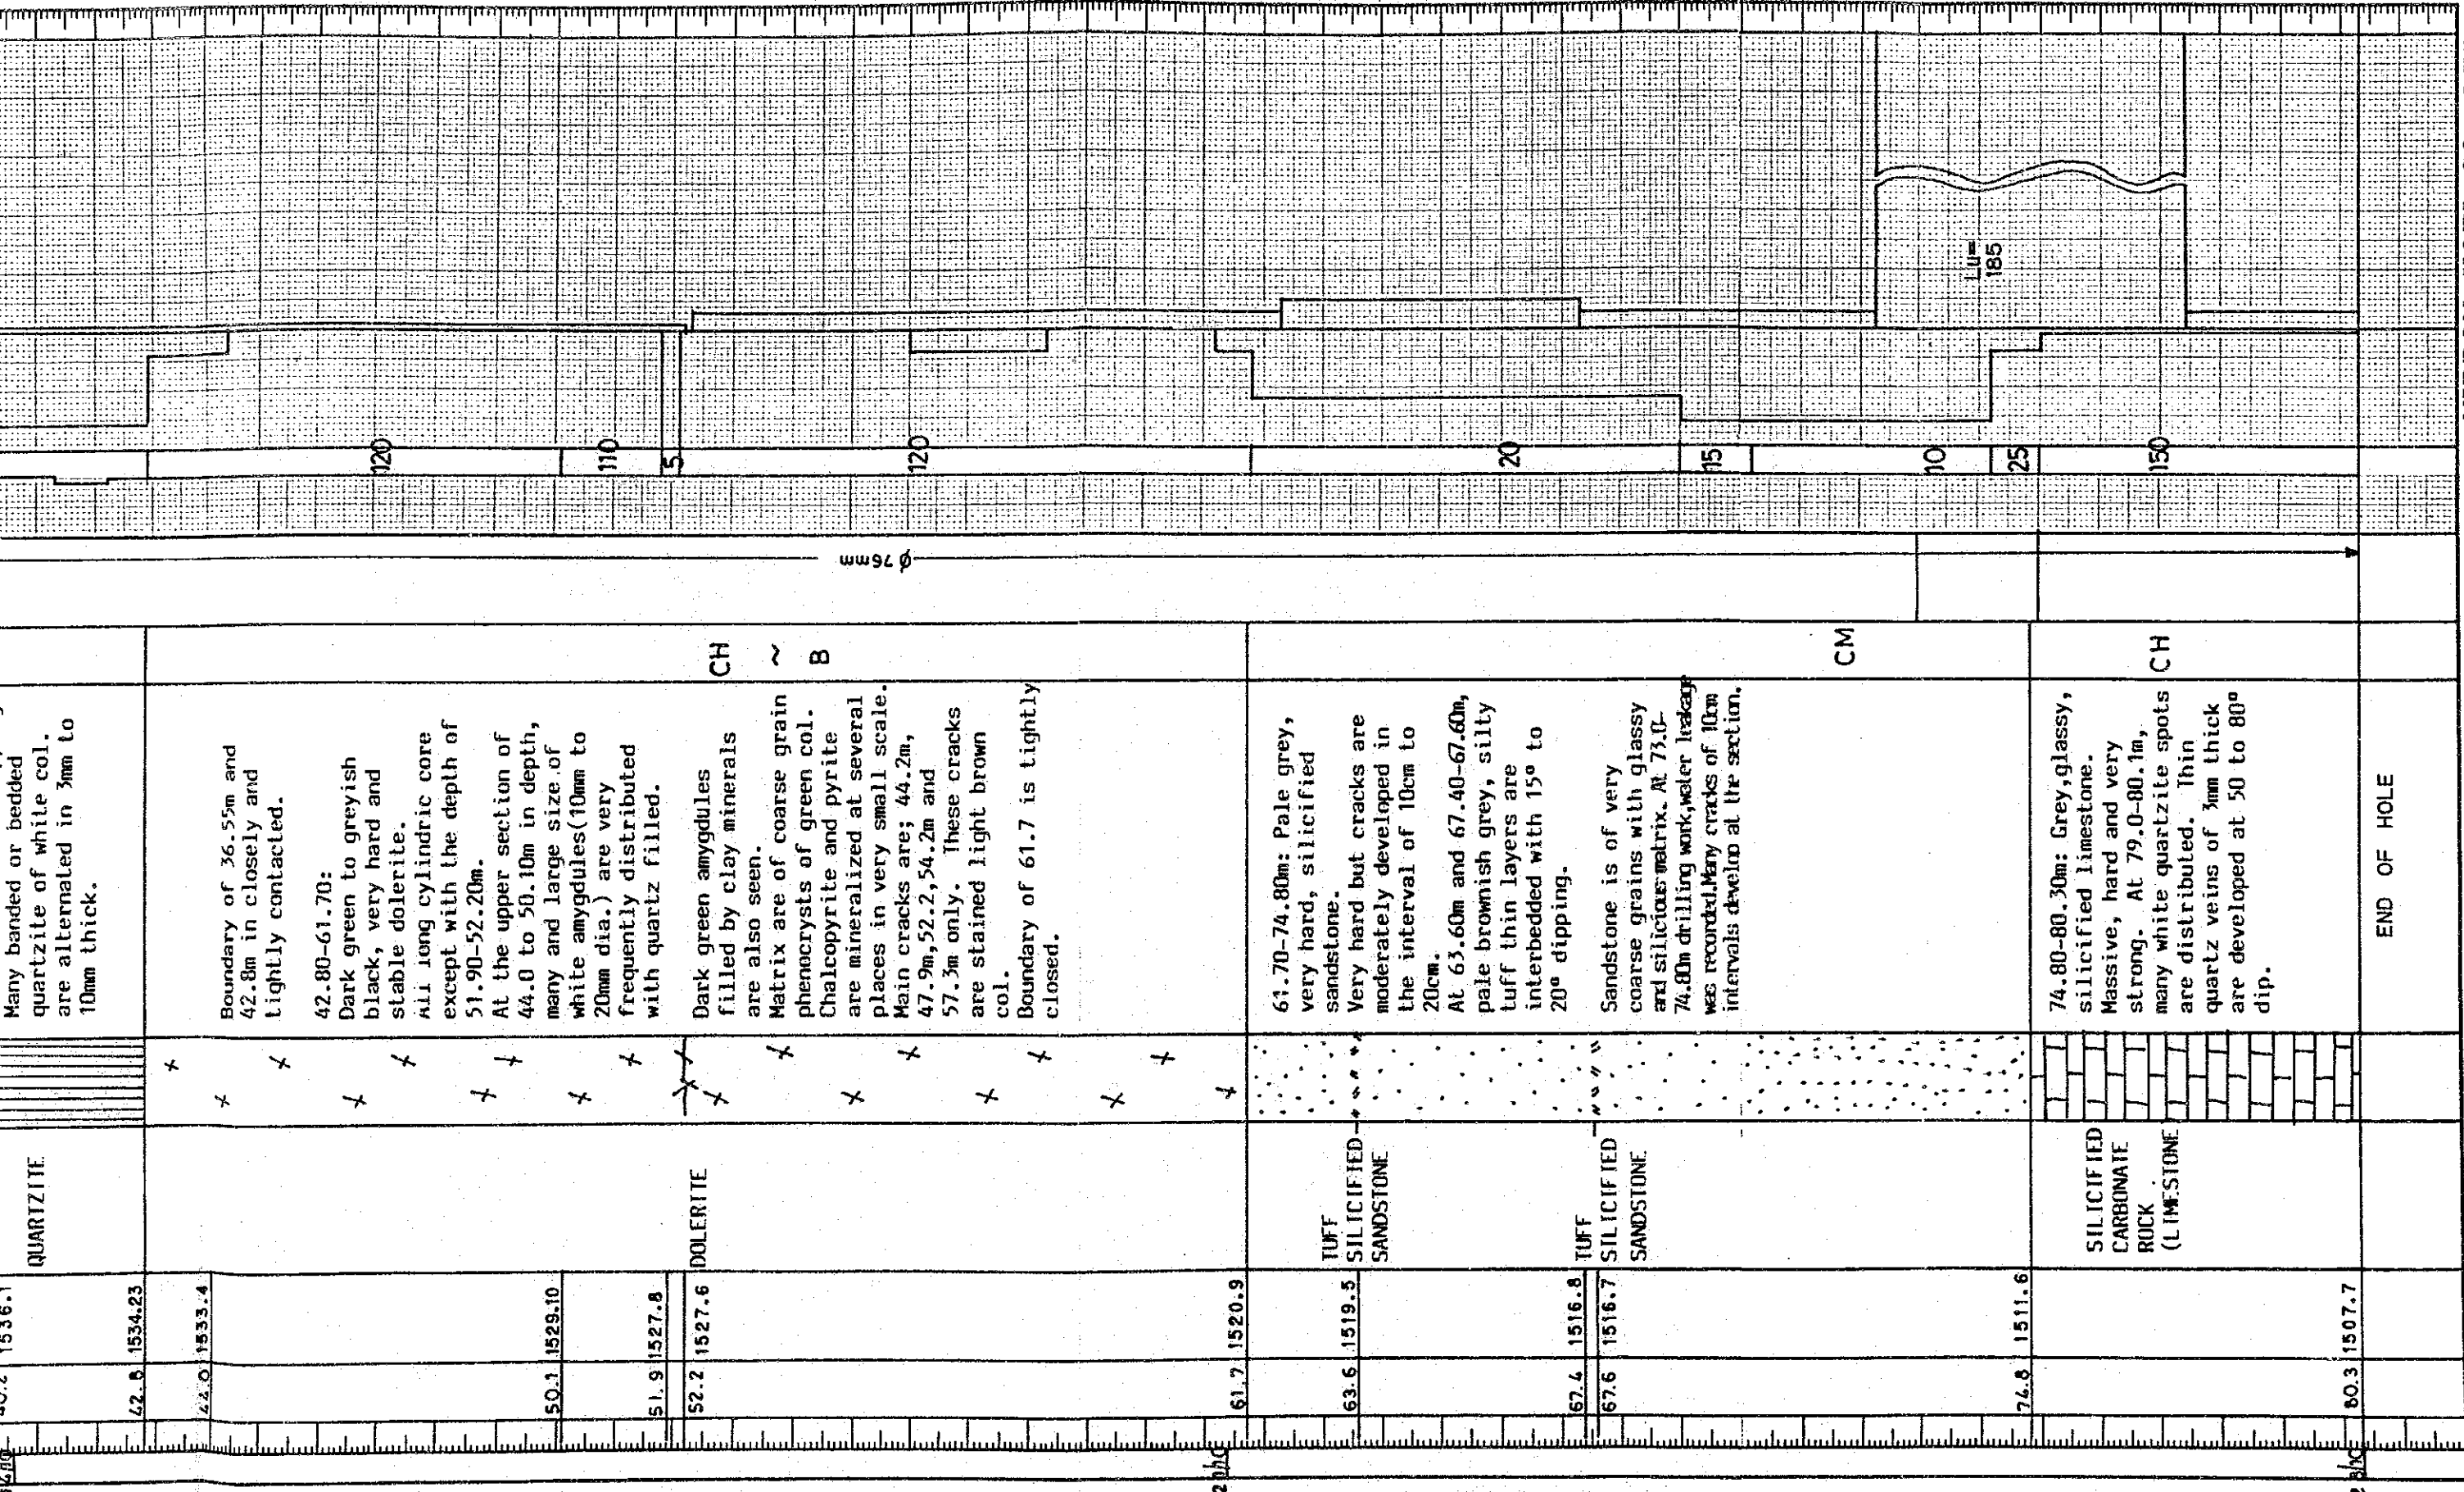 40.2 1536.1
42.8 1534.23
44.0 1533.4
50.1 1529.10
51.9 1527.8
52.2 1527.6
61.7 1520.9
63.6 1519.5
67.4 1516.8
67.6 1516.7
74.8 1511.6
80.3 1507.7
QUARTZITE
DOLERITE
TUFF
SILICIFIED
SANDSTONE
TUFF
SILICIFIED
SANDSTONE
SILICIFIED
CARBONATE
ROCK
(LIMESTONE)
Many banded or bedded
quartzite of white col.
are alternated in 3mm to
10mm thick.
Boundary of 36.55m and
42.8m in closely and
tightly contacted.
42.80-61.70:
Dark green to greyish
black, very hard and
stable dolerite.
All long cylindric core
except with the depth of
51.90-52.20m.
At the upper section of
44.0 to 50.10m in depth,
many and large size of
white amygdules(10mm to
20mm dia.) are very
frequently distributed
with quartz filled.
Dark green amygdules
filled by clay minerals
are also seen.
Matrix are of coarse grain
phenocrysts of green col.
Chalcopyrite and pyrite
are mineralized at several
places in very small scale.
Main cracks are; 44.2m,
47.9m,52.2,54.2m and
57.3m only. These cracks
are stained light brown
col.
Boundary of 61.7 is tightly
closed.
61.70-74.80m: Pale grey,
very hard, silicified
sandstone.
Very hard but cracks are
moderately developed in
the interval of 10cm to
20cm.
At 63.60m and 67.40-67.60m,
pale brownish grey, silty
tuff thin layers are
interbedded with 15° to
20° dipping.
Sandstone is of very
coarse grains with glassy
and silicious matrix. At 73.0-
74.80m drilling work,water leakage
was recorded.Many cracks of 10cm
intervals develop at the section.
74.80-80.30m: Grey,glassy,
silicified limestone.
Massive, hard and very
strong. At 79.0-80.1m,
many white quartzite spots
are distributed. Thin
quartz veins of 3mm thick
are developed at 50 to 80°
dip.
END OF HOLE
CH
~
B
CM
CH
ø 76mm
120
110
5
120
20
15
10
25
150
Lu=
185